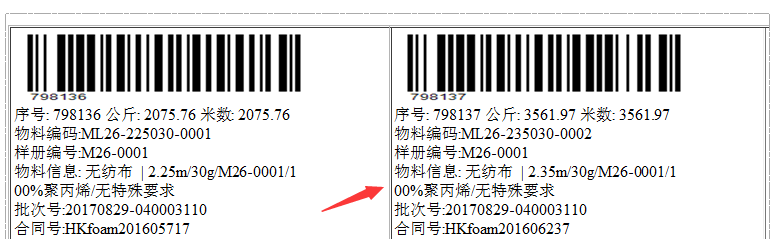 798136
序号: 798136 公斤: 2075.76 米数: 2075.76
物料编码:ML26-225030-0001
样册编号:M26-0001
物料信息: 无纺布 | 2.25m/30g/M26-0001/1
00%聚丙烯/无特殊要求
批次号:20170829-040003110
合同号:HKfoam201605717
798137
序号: 798137 公斤: 3561.97 米数: 3561.97
物料编码:ML26-235030-0002
样册编号:M26-0001
物料信息: 无纺布 | 2.35m/30g/M26-0001/1
00%聚丙烯/无特殊要求
批次号:20170829-040003110
合同号:HKfoam201606237